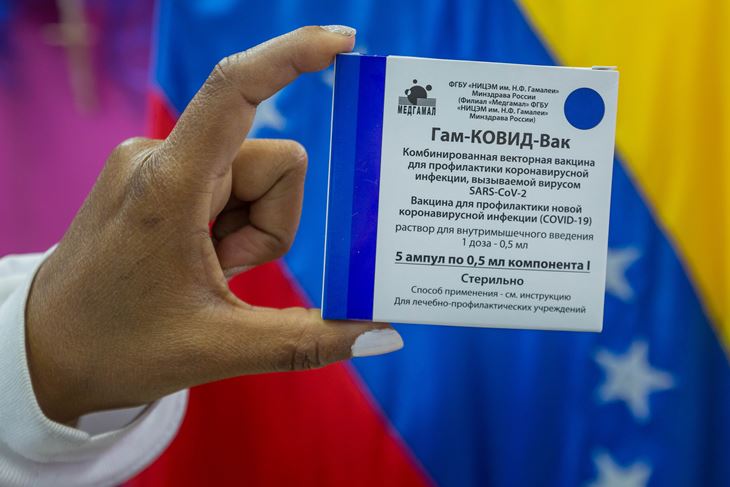 МЕДГАМАЛ
ФГБУ «НИЦЭМ им. Н.Ф. Гамалеи»
Минздрава России
(Филиал «Медгамал» ФГБУ
«НИЦЭМ им. Н.Ф. Гамалеи»
Минздрава России)
Гам-КОВИД-Вак
Комбинированная векторная вакцина
для профилактики коронавирусной
инфекции, вызываемой вирусом
SARS-CoV-2
Вакцина для профилактики новой
коронавирусной инфекции (COVID-19)
раствор для внутримышечного введения
1 доза - 0,5 мл
5 ампул по 0,5 мл компонента I
Стерильно
Способ применения - см. инструкцию
Для лечебно-профилактических учреждений